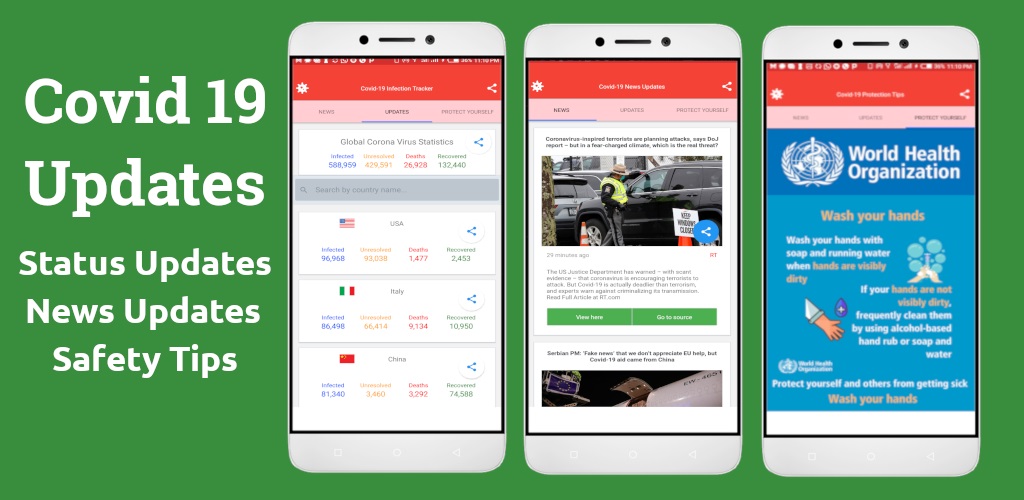 Covid 19
Updates
Status Updates
News Updates
Safety Tips
36% 11:10 PM
Covid-19 Infection Tracker
NEWS UPDATES PROTECT YOURSELF
Global Corona Virus Statistics
Infected Unresolved Deaths Recovered
588,959 429,591 26,928 132,440
Search by country name...
USA
Infected Unresolved Deaths Recovered
96,968 93,038 1,477 2,453
Italy
Infected Unresolved Deaths Recovered
86,498 66,414 9,134 10,950
China
Infected Unresolved Deaths Recovered
81,340 3,460 3,292 74,588
Covid-19 News Updates
NEWS UPDATES PROTECT YOURSELF
Coronavirus-inspired terrorists are planning attacks, says DoJ
report – but in a fear-charged climate, which is the real threat?
KEEP
WINDOWS
CLOSED
29 minutes ago RT
The US Justice Department has warned – with scant
evidence – that coronavirus is encouraging terrorists to
attack. But Covid-19 is actually deadlier than terrorism,
and experts warn against criminalizing its transmission.
Read Full Article at RT.com
View here Go to source
Serbian PM: 'Fake news' that we don't appreciate EU help, but
Covid-19 aid came from China
36% 11:10 PM
Covid-19 Protection Tips
NEWS UPDATES PROTECT YOURSELF
World Health
Organization
Wash your hands
Wash your hands with
soap and running water
when hands are visibly
dirty
If your hands are not
visibly dirty,
frequently clean them
by using alcohol-based
hand rub or soap and
water
World Health
Organization
Protect yourself and others from getting sick
Wash your hands